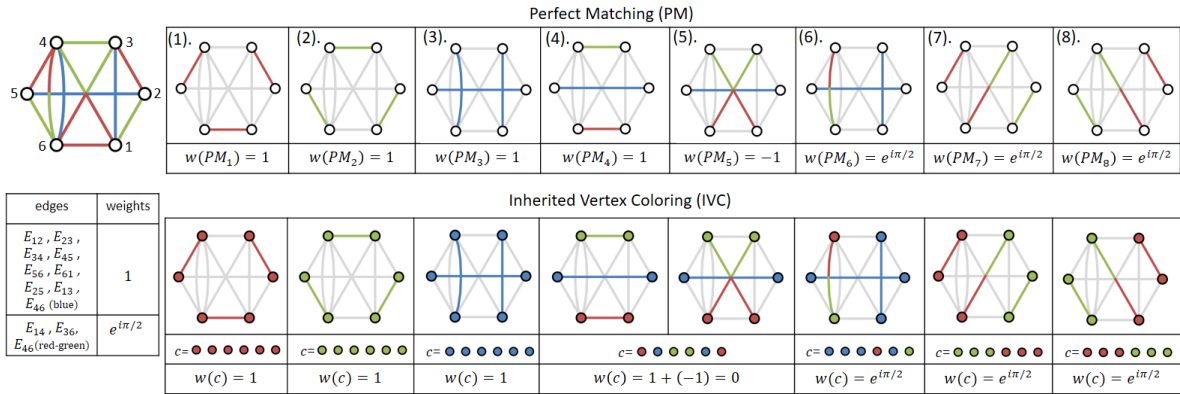 Perfect Matching (PM)
4 3
5 2
6 1
(1). (2). (3). (4). (5). (6). (7). (8).
w(PM₁) = 1 w(PM₂) = 1 w(PM₃) = 1 w(PM₄) = 1 w(PM₅) = −1 w(PM₆) = e^{iπ/2} w(PM₇) = e^{iπ/2} w(PM₈) = e^{iπ/2}
Inherited Vertex Coloring (IVC)
edges weights
E₁₂ , E₂₃ ,
E₃₄ , E₄₅ ,
E₅₆ , E₆₁ ,
E₂₅ , E₁₃ ,
E₄₆ (blue)
1
E₁₄ , E₃₆,
E₄₆(red-green)
e^{iπ/2}
c= c= c= c= c= c= c=
w(c) = 1 w(c) = 1 w(c) = 1 w(c) = 1 + (−1) = 0 w(c) = e^{iπ/2} w(c) = e^{iπ/2} w(c) = e^{iπ/2}